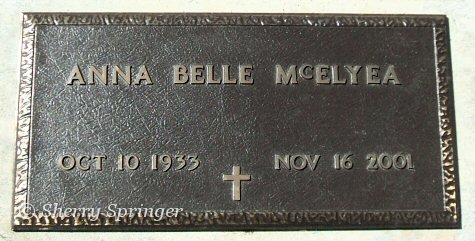 ANNA BELLE McELYEA
OCT 10 1933 NOV 16 2001
© Sherry Springer